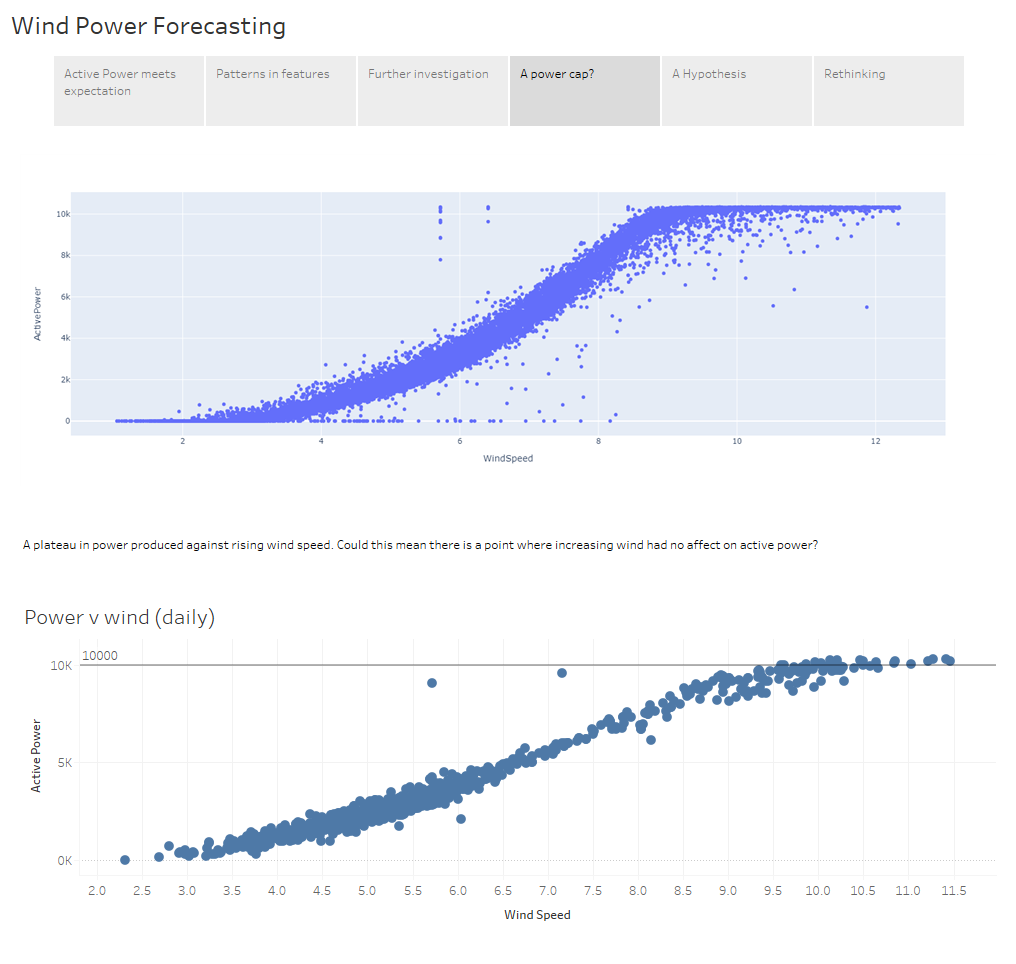 Wind Power Forecasting
Active Power meets
expectation
Patterns in features
Further investigation
A power cap?
A Hypothesis
Rethinking
10k
8k
6k
4k
2k
0
ActivePower
2 4 6 8 10 12
WindSpeed
A plateau in power produced against rising wind speed. Could this mean there is a point where increasing wind had no affect on active power?
Power v wind (daily)
10000
10K
5K
0K
Active Power
2.0 2.5 3.0 3.5 4.0 4.5 5.0 5.5 6.0 6.5 7.0 7.5 8.0 8.5 9.0 9.5 10.0 10.5 11.0 11.5
Wind Speed